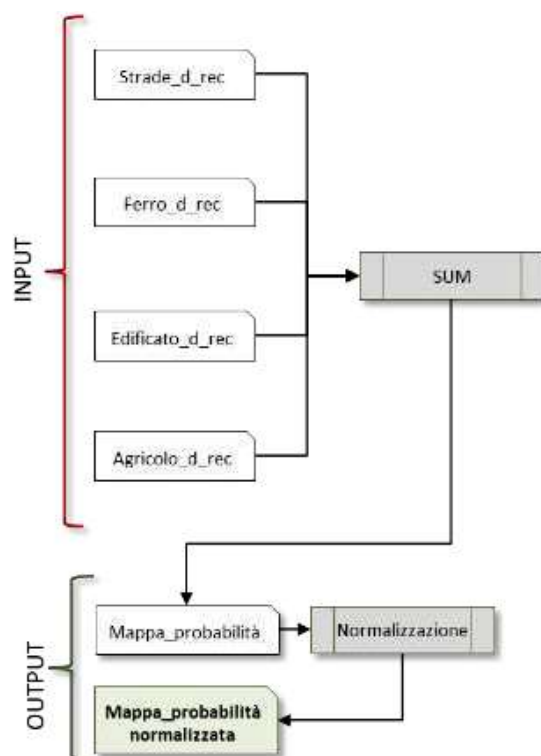 INPUT
Strade_d_rec
Ferro_d_rec
Edificato_d_rec
Agricolo_d_rec
SUM
OUTPUT
Mappa_probabilità
Normalizzazione
Mappa_probabilità
normalizzata